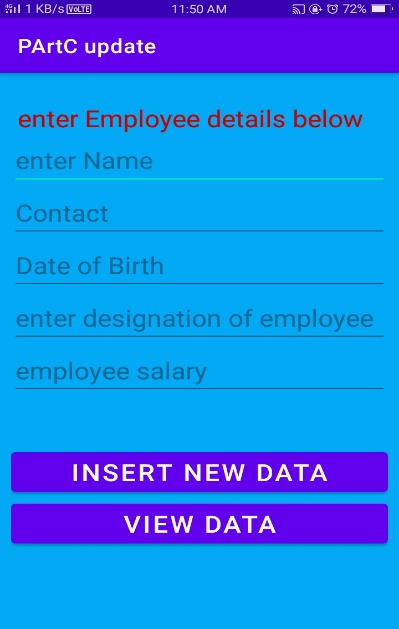 4G 1 KB/s VoLTE 11:50 AM 72%
PArtC update
enter Employee details below
enter Name
Contact
Date of Birth
enter designation of employee
employee salary
INSERT NEW DATA
VIEW DATA